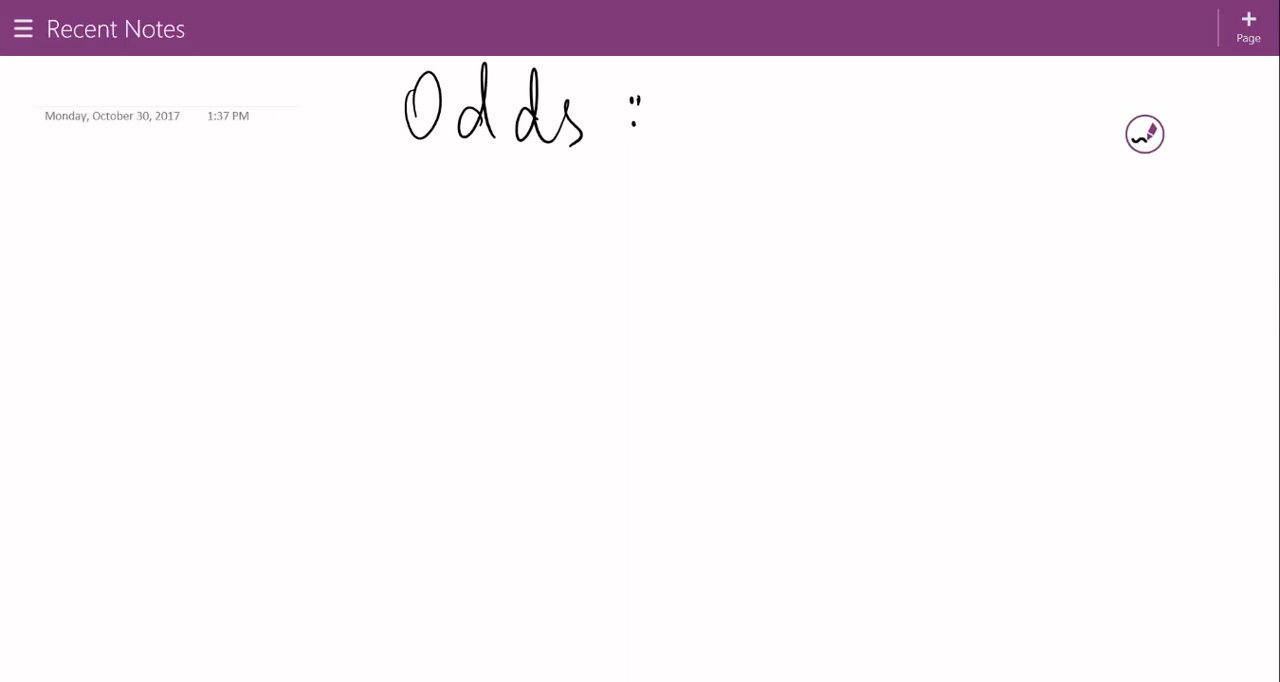 Recent Notes
Page
Odds :
Monday, October 30, 2017 1:37 PM